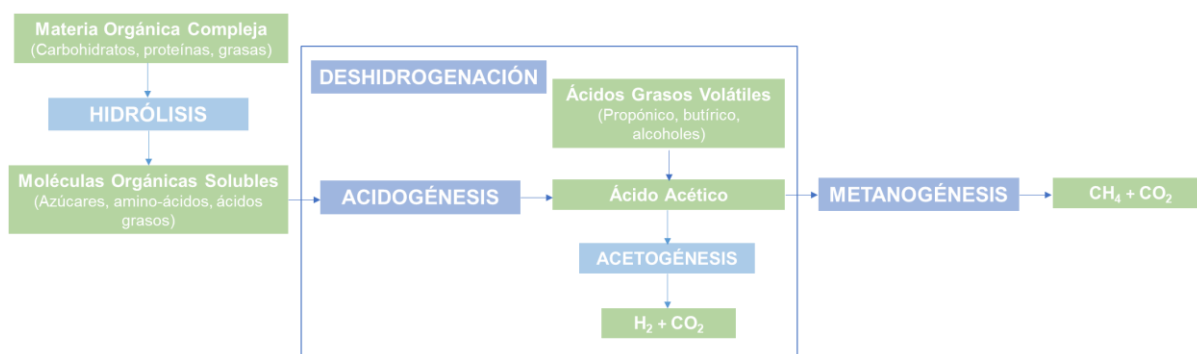 Materia Orgánica Compleja
(Carbohidratos, proteínas, grasas)
HIDRÓLISIS
Moléculas Orgánicas Solubles
(Azúcares, amino-ácidos, ácidos
grasos)
DESHIDROGENACIÓN
ACIDOGÉNESIS
Ácidos Grasos Volátiles
(Propónico, butírico,
alcoholes)
Ácido Acético
ACETOGÉNESIS
H₂ + CO₂
METANOGÉNESIS
CH₄ + CO₂